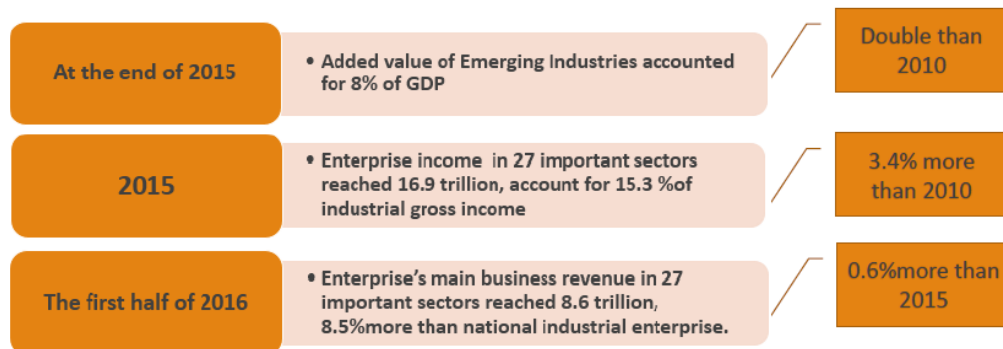 At the end of 2015
• Added value of Emerging Industries accounted
for 8% of GDP
Double than
2010
2015
• Enterprise income in 27 important sectors
reached 16.9 trillion, account for 15.3 %of
industrial gross income
3.4% more
than 2010
The first half of 2016
• Enterprise's main business revenue in 27
important sectors reached 8.6 trillion,
8.5%more than national industrial enterprise.
0.6%more than
2015